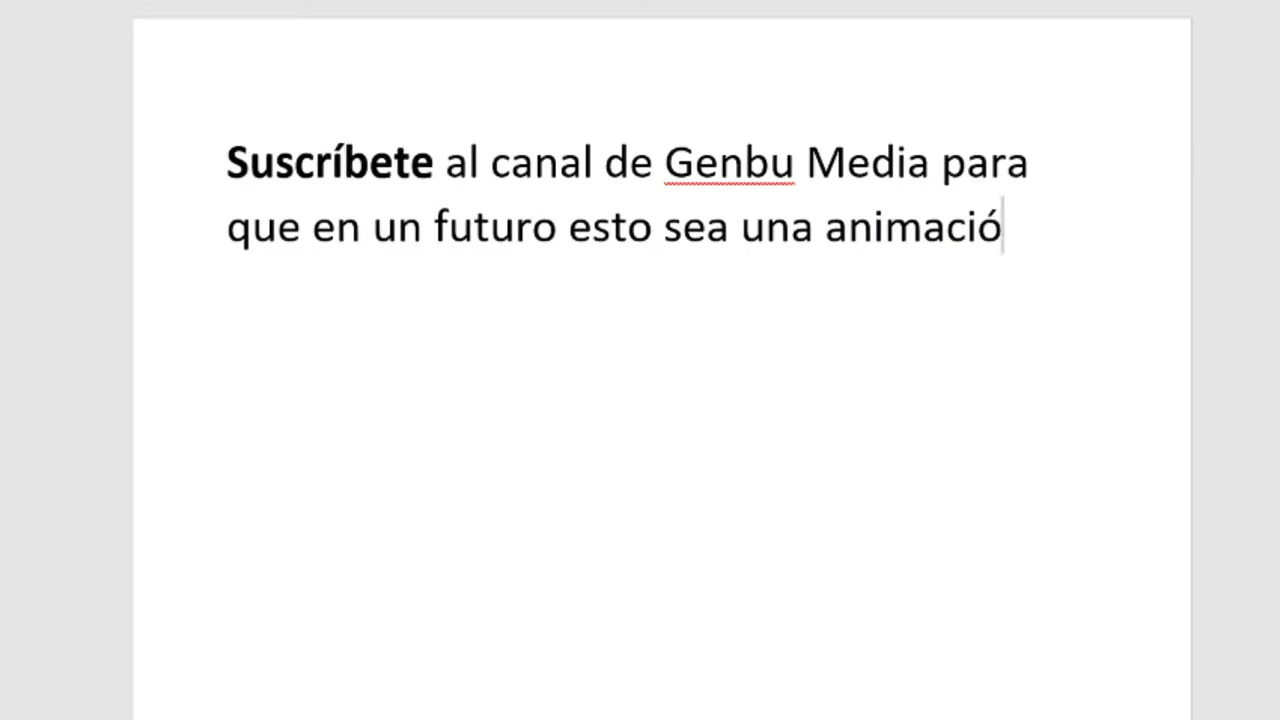 Suscríbete al canal de Genbu Media para
que en un futuro esto sea una animació